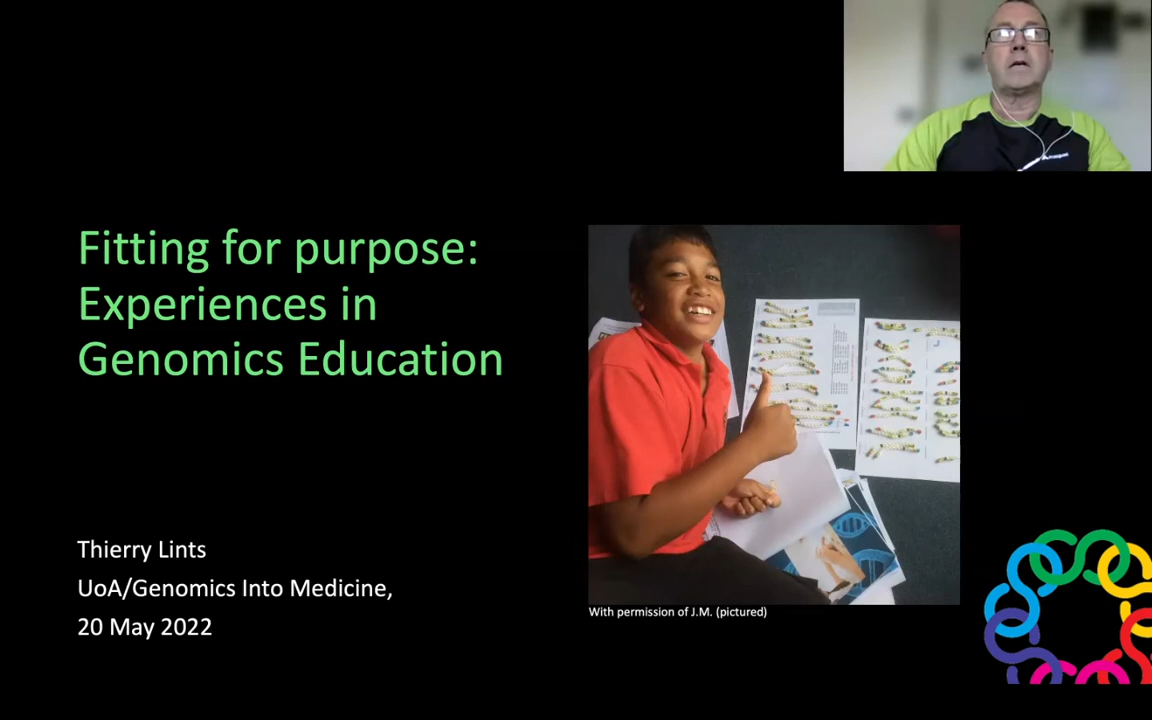 Fitting for purpose:
Experiences in
Genomics Education
Thierry Lints
UoA/Genomics Into Medicine,
20 May 2022
With permission of J.M. (pictured)